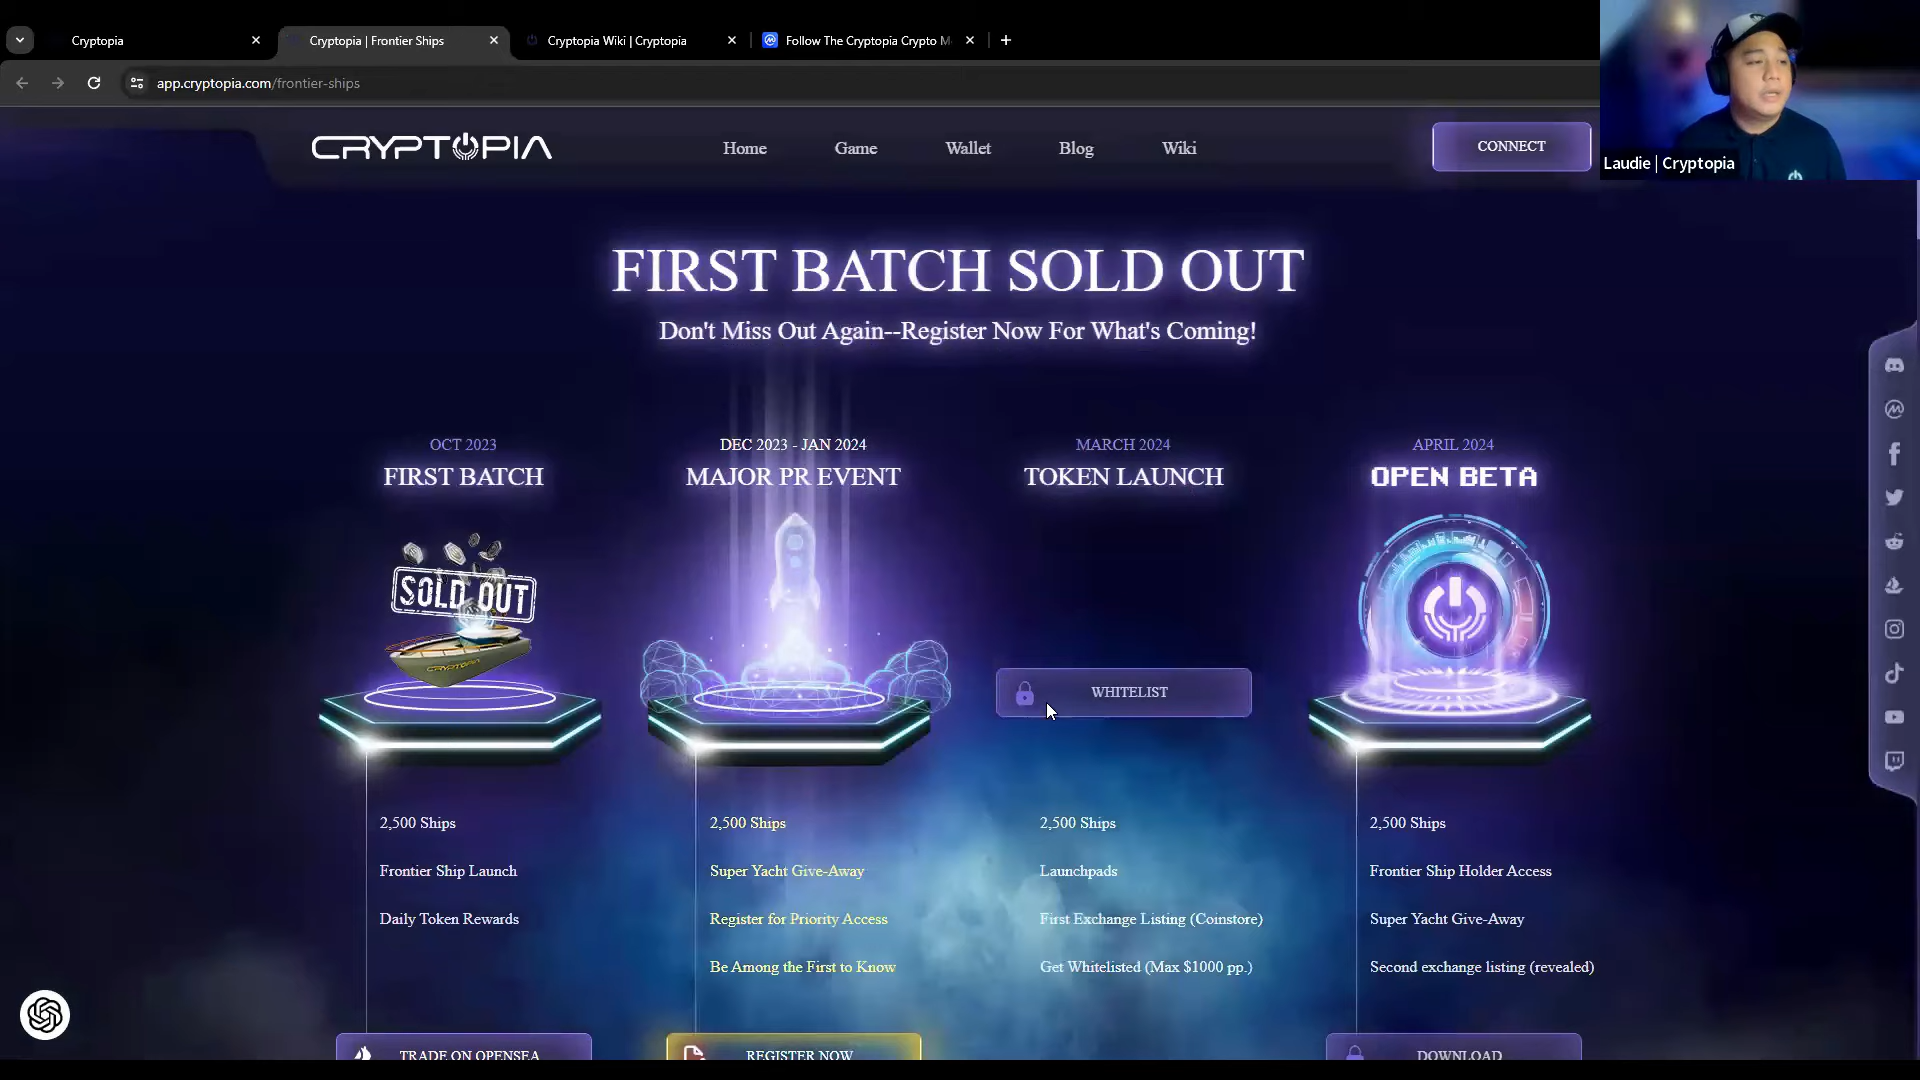 Cryptopia
Cryptopia | Frontier Ships
Cryptopia Wiki | Cryptopia
Follow The Cryptopia Crypto M
app.cryptopia.com/frontier-ships
CRYPTOPIA
Home
Game
Wallet
Blog
Wiki
CONNECT
Laudie | Cryptopia
FIRST BATCH SOLD OUT
Don't Miss Out Again--Register Now For What's Coming!
OCT 2023
FIRST BATCH
SOLD OUT
CRYPTOPIA
2,500 Ships
Frontier Ship Launch
Daily Token Rewards
TRADE ON OPENSEA
DEC 2023 - JAN 2024
MAJOR PR EVENT
2,500 Ships
Super Yacht Give-Away
Register for Priority Access
Be Among the First to Know
REGISTER NOW
MARCH 2024
TOKEN LAUNCH
WHITELIST
2,500 Ships
Launchpads
First Exchange Listing (Coinstore)
Get Whitelisted (Max $1000 pp.)
APRIL 2024
OPEN BETA
2,500 Ships
Frontier Ship Holder Access
Super Yacht Give-Away
Second exchange listing (revealed)
DOWNLOAD